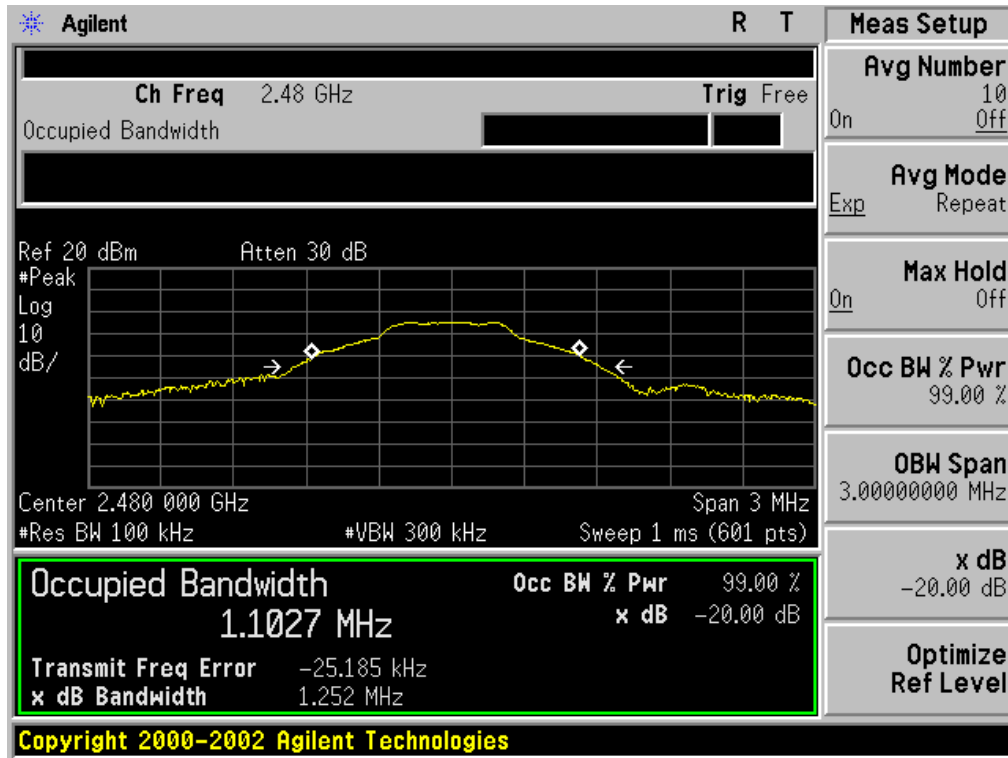 Agilent R T
Ch Freq 2.48 GHz Trig Free
Occupied Bandwidth
Ref 20 dBm Atten 30 dB
#Peak
Log
10
dB/
Center 2.480 000 GHz Span 3 MHz
#Res BW 100 kHz #VBW 300 kHz Sweep 1 ms (601 pts)
Occupied Bandwidth Occ BW % Pwr 99.00 %
1.1027 MHz x dB -20.00 dB
Transmit Freq Error -25.185 kHz
x dB Bandwidth 1.252 MHz
Copyright 2000-2002 Agilent Technologies
Meas Setup
Avg Number
10
On Off
Avg Mode
Exp Repeat
Max Hold
On Off
Occ BW % Pwr
99.00 %
OBW Span
3.00000000 MHz
x dB
-20.00 dB
Optimize
Ref Level